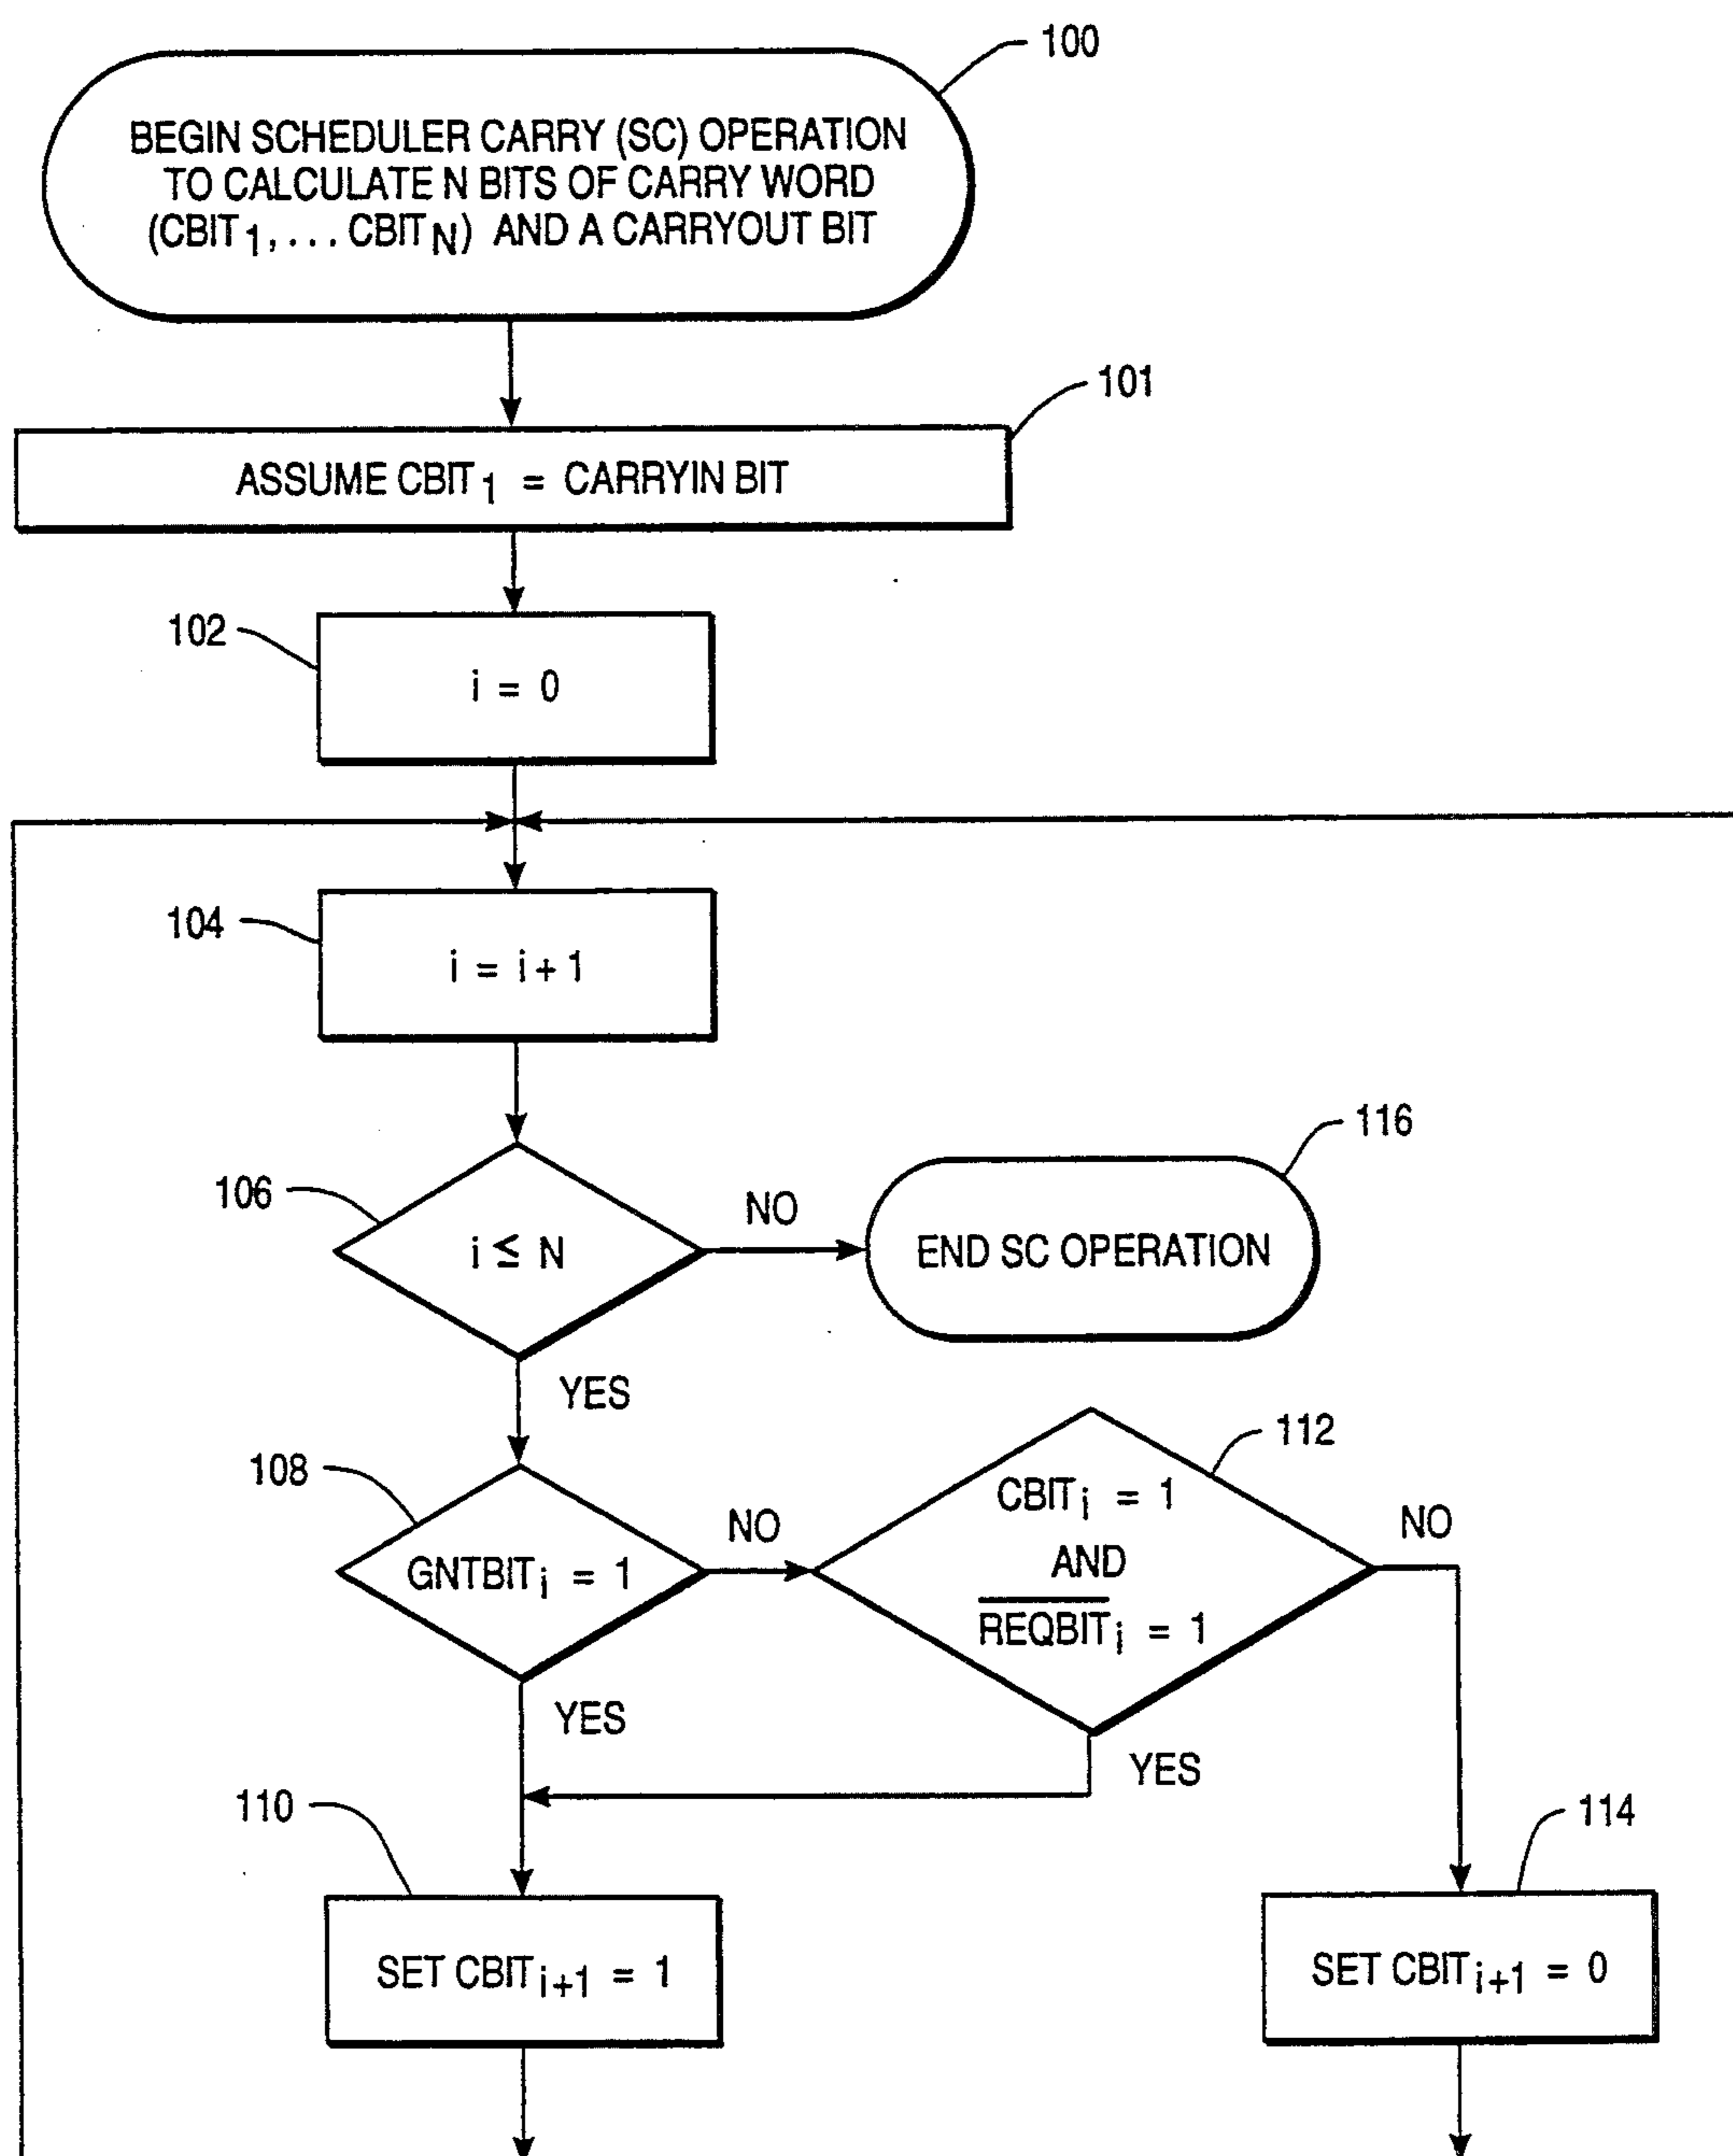 100
BEGIN SCHEDULER CARRY (SC) OPERATION
TO CALCULATE N BITS OF CARRY WORD
(CBIT1, ... CBITN) AND A CARRYOUT BIT
101
ASSUME CBIT1 = CARRYIN BIT
102
i = 0
104
i = i + 1
106
i ≤ N
NO
116
END SC OPERATION
YES
108
GNTBITi = 1
NO
112
CBITi = 1
AND
R̅E̅Q̅B̅I̅T̅i = 1
NO
YES
YES
110
SET CBITi+1 = 1
114
SET CBITi+1 = 0